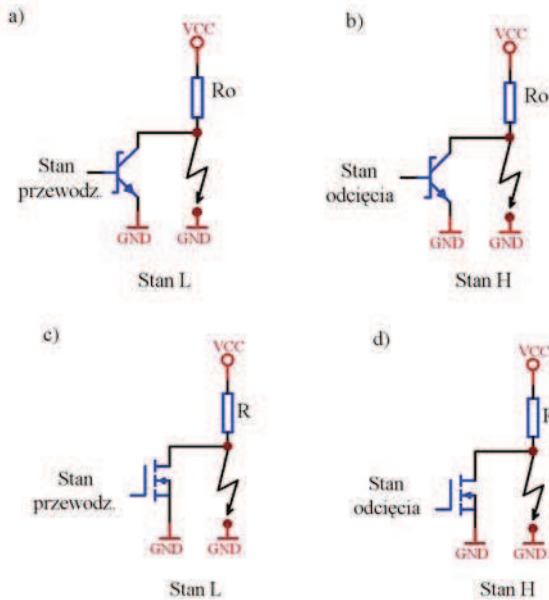 a)
VCC
Ro
Stan
przewodz.
GND
GND
Stan L
b)
VCC
Ro
Stan
odcięcia
GND
GND
Stan H
c)
VCC
R
Stan
przewodz.
GND
GND
Stan L
d)
VCC
Stan
odcięcia
GND
GND
Stan H